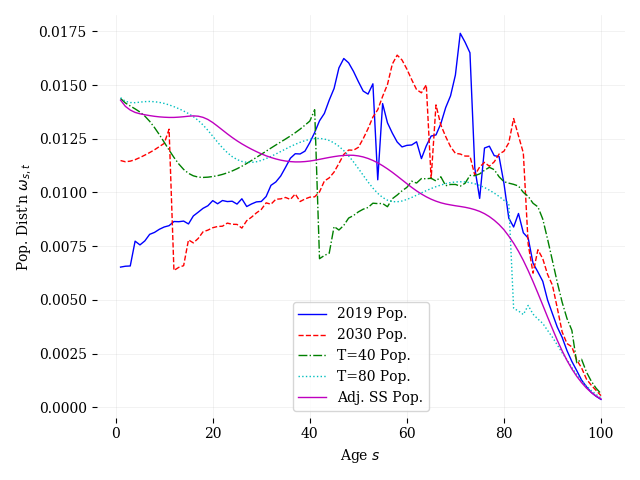 0.0175
0.0150
0.0125
0.0100
0.0075
0.0050
0.0025
0.0000
Pop. Dist'n ω_{s,t}
2019 Pop.
2030 Pop.
T=40 Pop.
T=80 Pop.
Adj. SS Pop.
0 20 40 60 80 100
Age s